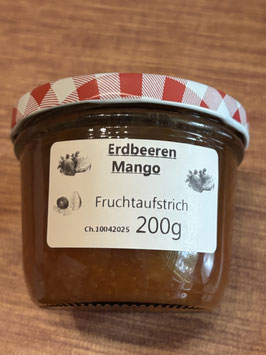 Erdbeeren
Mango
Fruchtaufstrich
Ch.10042025 200g